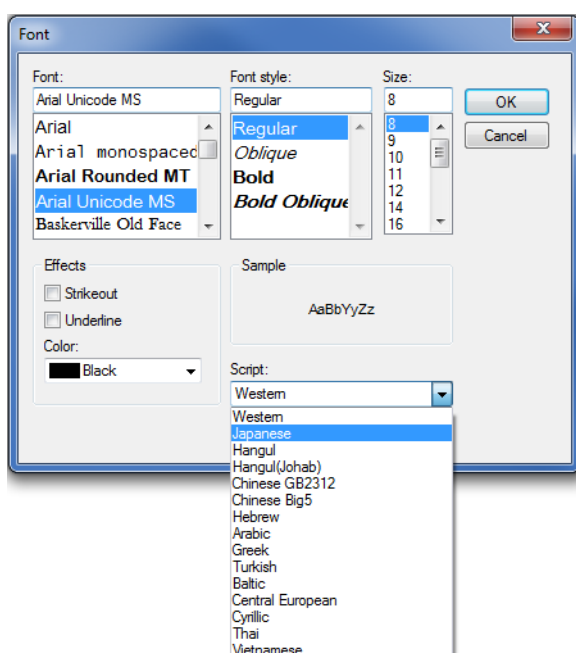 Font
Font:
Arial Unicode MS
Arial
Arial monospaced
Arial Rounded MT
Arial Unicode MS
Baskerville Old Face
Font style:
Regular
Regular
Oblique
Bold
Bold Oblique
Size:
8
8
9
10
11
12
14
16
OK
Cancel
Effects
Strikeout
Underline
Color:
Black
Sample
AaBbYyZz
Script:
Western
Western
Japanese
Hangul
Hangul(Johab)
Chinese GB2312
Chinese Big5
Hebrew
Arabic
Greek
Turkish
Baltic
Central European
Cyrillic
Thai
Vietnamese